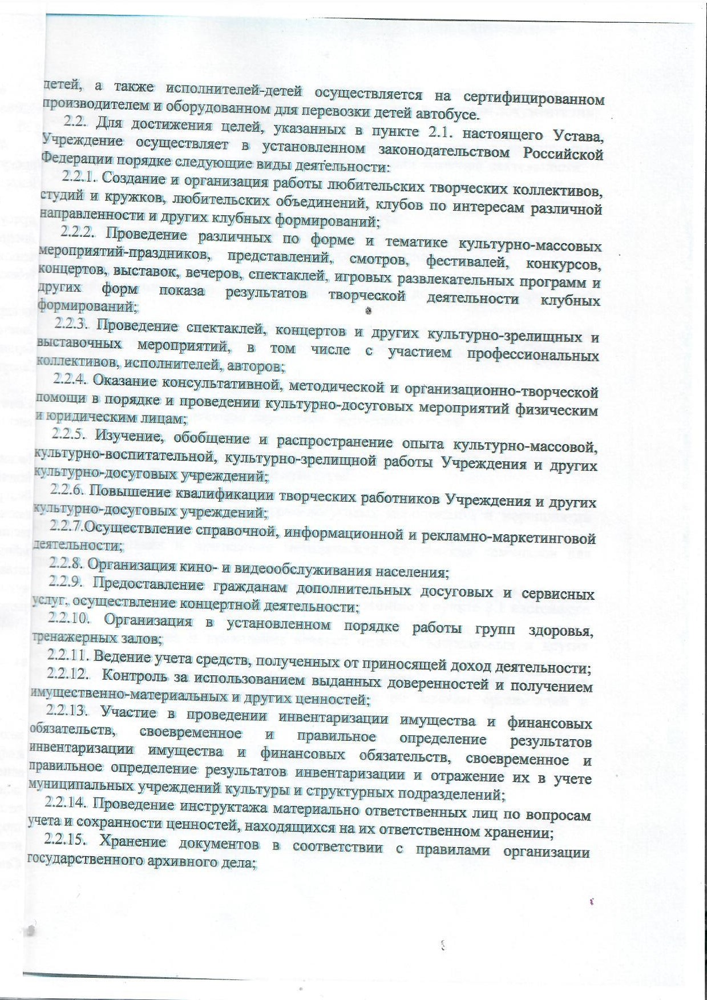 детей, а также исполнителей-детей осуществляется на сертифицированном
производителем и оборудованном для перевозки детей автобусе.
2.2. Для достижения целей, указанных в пункте 2.1. настоящего Устава,
Учреждение осуществляет в установленном законодательством Российской
Федерации порядке следующие виды деятельности:
2.2.1. Создание и организация работы любительских творческих коллективов,
студий и кружков, любительских объединений, клубов по интересам различной
направленности и других клубных формирований;
2.2.2. Проведение различных по форме и тематике культурно-массовых
мероприятий-праздников, представлений, смотров, фестивалей, конкурсов,
концертов, выставок, вечеров, спектаклей, игровых развлекательных программ и
других форм показа результатов творческой деятельности клубных
формирований;
2.2.3. Проведение спектаклей, концертов и других культурно-зрелищных и
выставочных мероприятий, в том числе с участием профессиональных
коллективов, исполнителей, авторов;
2.2.4. Оказание консультативной, методической и организационно-творческой
помощи в порядке и проведении культурно-досуговых мероприятий физическим
и юридическим лицам;
2.2.5. Изучение, обобщение и распространение опыта культурно-массовой,
культурно-воспитательной, культурно-зрелищной работы Учреждения и других
культурно-досуговых учреждений;
2.2.6. Повышение квалификации творческих работников Учреждения и других
культурно-досуговых учреждений;
2.2.7.Осуществление справочной, информационной и рекламно-маркетинговой
деятельности;
2.2.8. Организация кино- и видеообслуживания населения;
2.2.9. Предоставление гражданам дополнительных досуговых и сервисных
услуг, осуществление концертной деятельности;
2.2.10. Организация в установленном порядке работы групп здоровья,
тренажерных залов;
2.2.11. Ведение учета средств, полученных от приносящей доход деятельности;
2.2.12. Контроль за использованием выданных доверенностей и получением
имущественно-материальных и других ценностей;
2.2.13. Участие в проведении инвентаризации имущества и финансовых
обязательств, своевременное и правильное определение результатов
инвентаризации имущества и финансовых обязательств, своевременное и
правильное определение результатов инвентаризации и отражение их в учете
муниципальных учреждений культуры и структурных подразделений;
2.2.14. Проведение инструктажа материально ответственных лиц по вопросам
учета и сохранности ценностей, находящихся на их ответственном хранении;
2.2.15. Хранение документов в соответствии с правилами организации
государственного архивного дела;